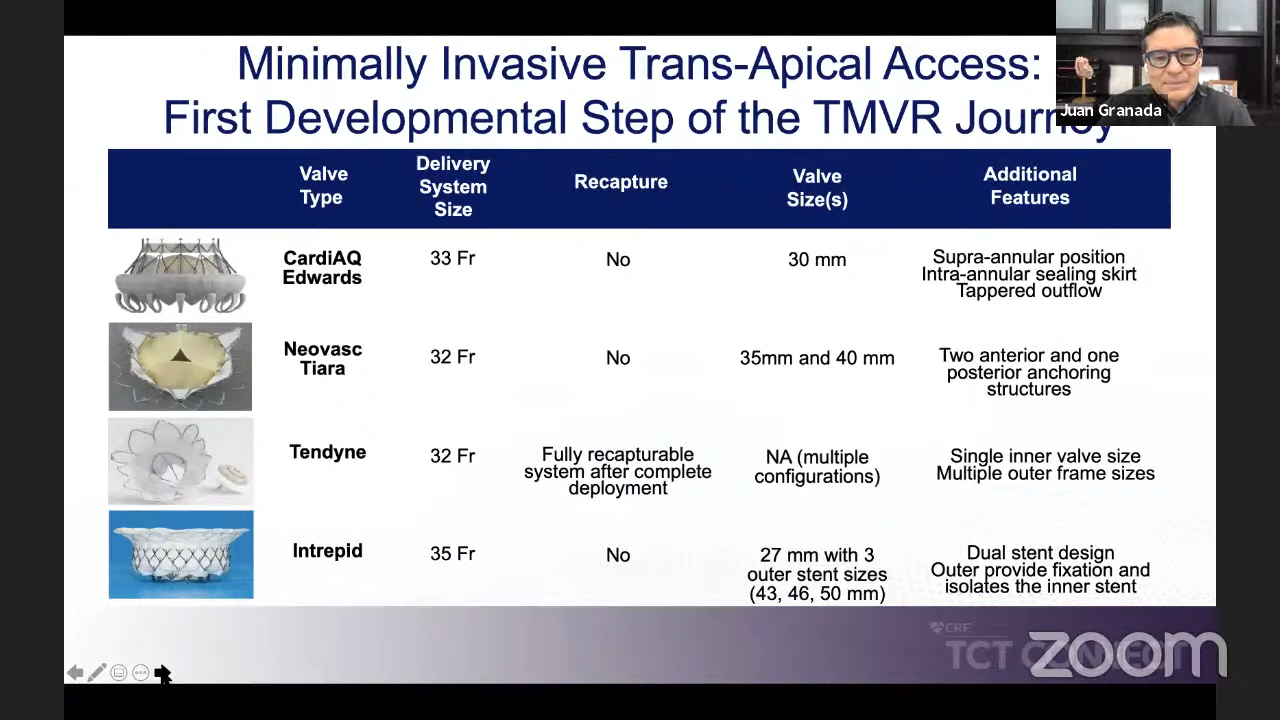 Minimally Invasive Trans-Apical Access:
First Developmental Step of the TMVR Journey
Juan Granada
Valve
Type
Delivery
System
Size
Recapture
Valve
Size(s)
Additional
Features
CardiAQ
Edwards
33 Fr
No
30 mm
Supra-annular position
Intra-annular sealing skirt
Tappered outflow
Neovasc
Tiara
32 Fr
No
35mm and 40 mm
Two anterior and one
posterior anchoring
structures
Tendyne
32 Fr
Fully recapturable
system after complete
deployment
NA (multiple
configurations)
Single inner valve size
Multiple outer frame sizes
Intrepid
35 Fr
No
27 mm with 3
outer stent sizes
(43, 46, 50 mm)
Dual stent design
Outer provide fixation and
isolates the inner stent
CRF
TCT CONNECT
zoom